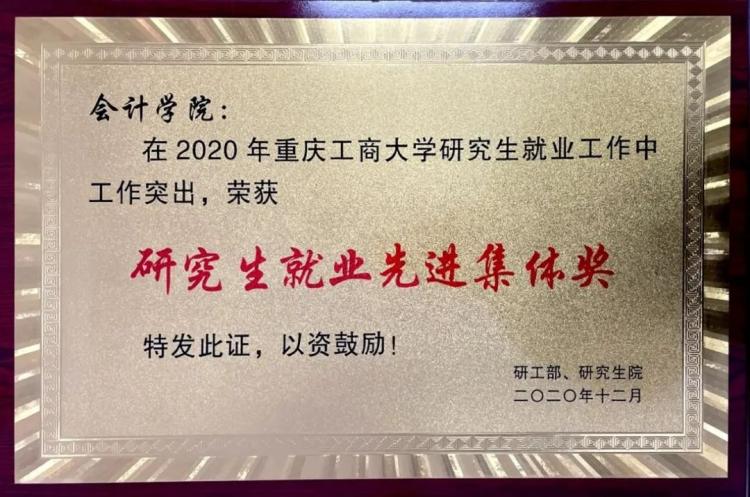 会计学院：
在2020年重庆工商大学研究生就业工作中
工作突出，荣获
研究生就业先进集体奖
特发此证，以资鼓励！
研工部、研究生院
二〇二〇年十二月